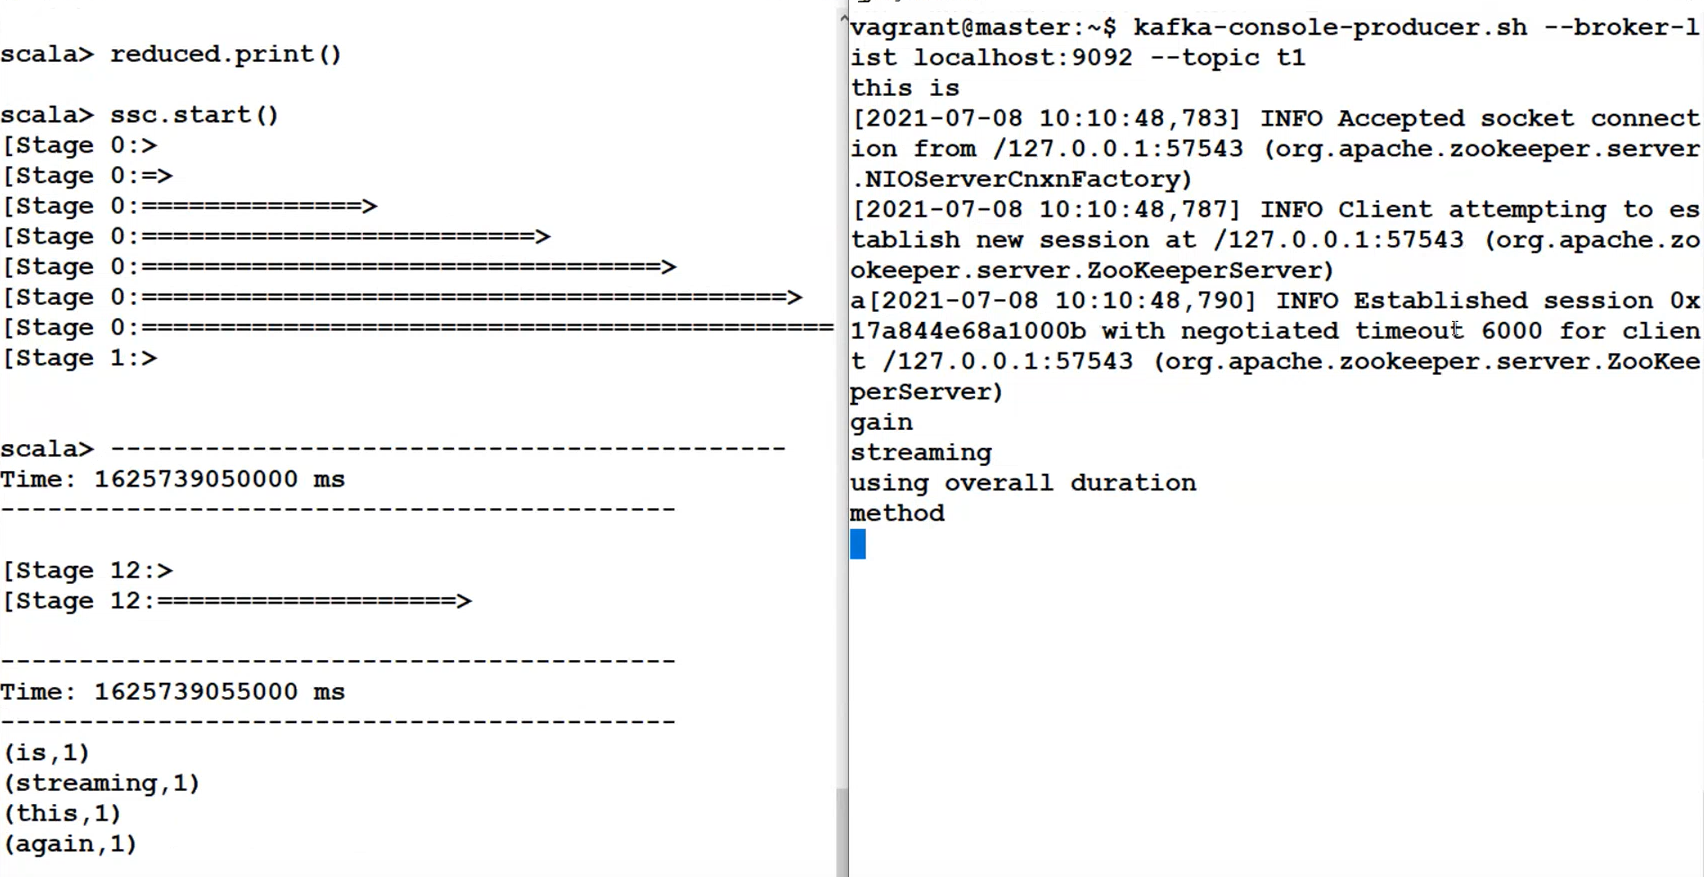 scala> reduced.print()
scala> ssc.start()
[Stage 0:>
[Stage 0:=>
[Stage 0:==============>
[Stage 0:=========================>
[Stage 0:=================================>
[Stage 0:=========================================>
[Stage 0:============================================
[Stage 1:>
scala> -------------------------------------------
Time: 1625739050000 ms
-------------------------------------------
[Stage 12:>
[Stage 12:===================>
-------------------------------------------
Time: 1625739055000 ms
-------------------------------------------
(is,1)
(streaming,1)
(this,1)
(again,1)
vagrant@master:~$ kafka-console-producer.sh --broker-l
ist localhost:9092 --topic t1
this is
[2021-07-08 10:10:48,783] INFO Accepted socket connect
ion from /127.0.0.1:57543 (org.apache.zookeeper.server
.NIOServerCnxnFactory)
[2021-07-08 10:10:48,787] INFO Client attempting to es
tablish new session at /127.0.0.1:57543 (org.apache.zo
okeeper.server.ZooKeeperServer)
a[2021-07-08 10:10:48,790] INFO Established session 0x
17a844e68a1000b with negotiated timeout 6000 for clien
t /127.0.0.1:57543 (org.apache.zookeeper.server.ZooKee
perServer)
gain
streaming
using overall duration
method